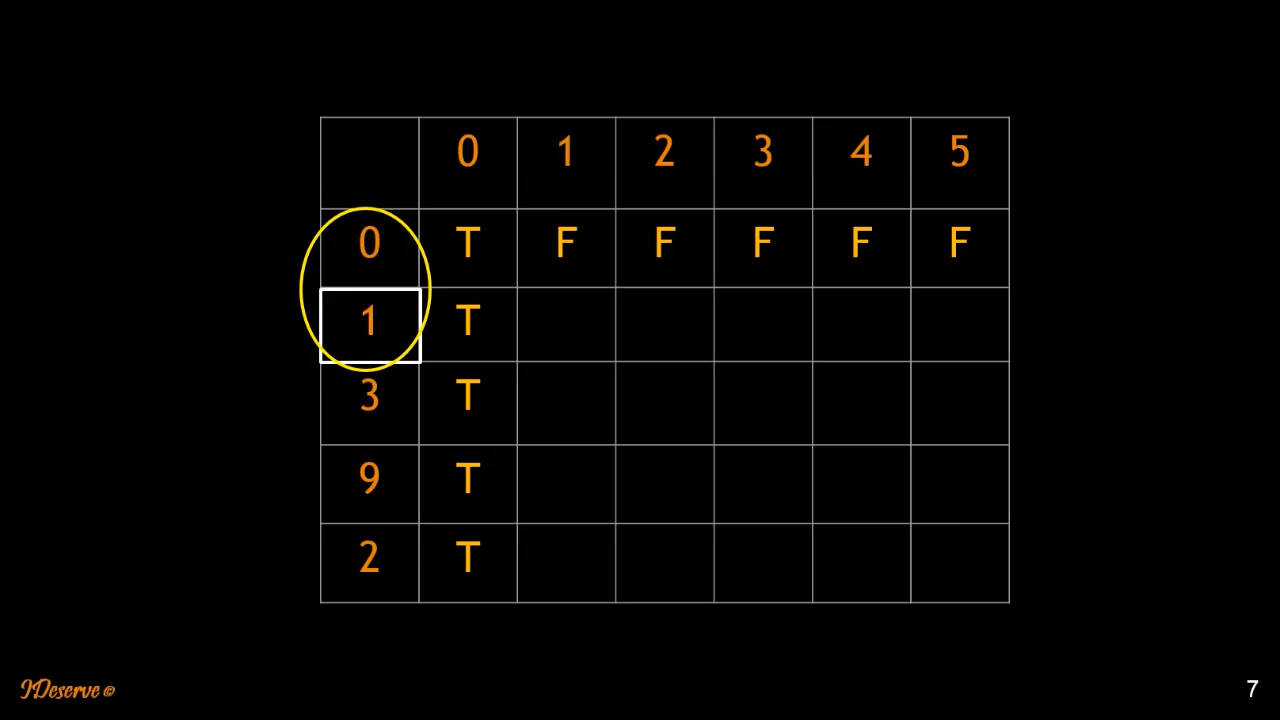 0 1 2 3 4 5
0 T F F F F F
1 T
3 T
9 T
2 T
IDeserve ©
7